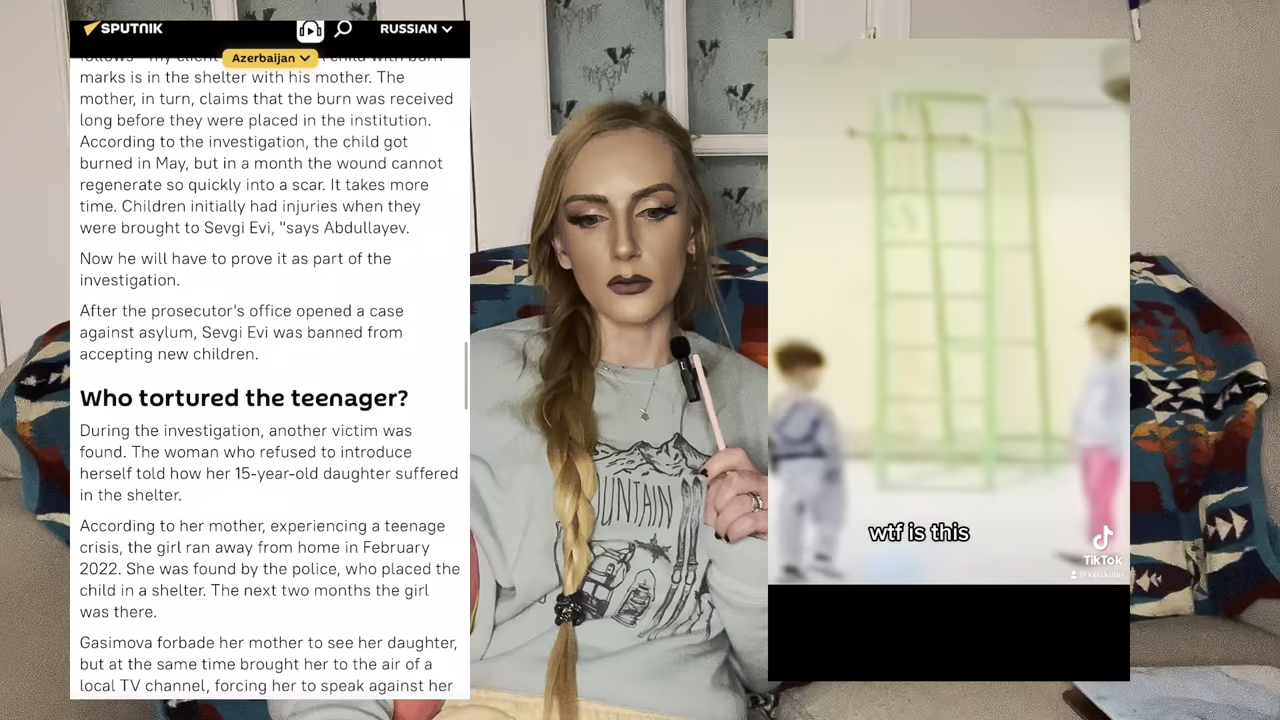 SPUTNIK
RUSSIAN
Azerbaijan
follows - my client child with burn
marks is in the shelter with his mother. The
mother, in turn, claims that the burn was received
long before they were placed in the institution.
According to the investigation, the child got
burned in May, but in a month the wound cannot
regenerate so quickly into a scar. It takes more
time. Children initially had injuries when they
were brought to Sevgi Evi, "says Abdullayev.
Now he will have to prove it as part of the
investigation.
After the prosecutor's office opened a case
against asylum, Sevgi Evi was banned from
accepting new children.
Who tortured the teenager?
During the investigation, another victim was
found. The woman who refused to introduce
herself told how her 15-year-old daughter suffered
in the shelter.
According to her mother, experiencing a teenage
crisis, the girl ran away from home in February
2022. She was found by the police, who placed the
child in a shelter. The next two months the girl
was there.
Gasimova forbade her mother to see her daughter,
but at the same time brought her to the air of a
local TV channel, forcing her to speak against her
OUNTAIN
wtf is this
TikTok
@kelskiller